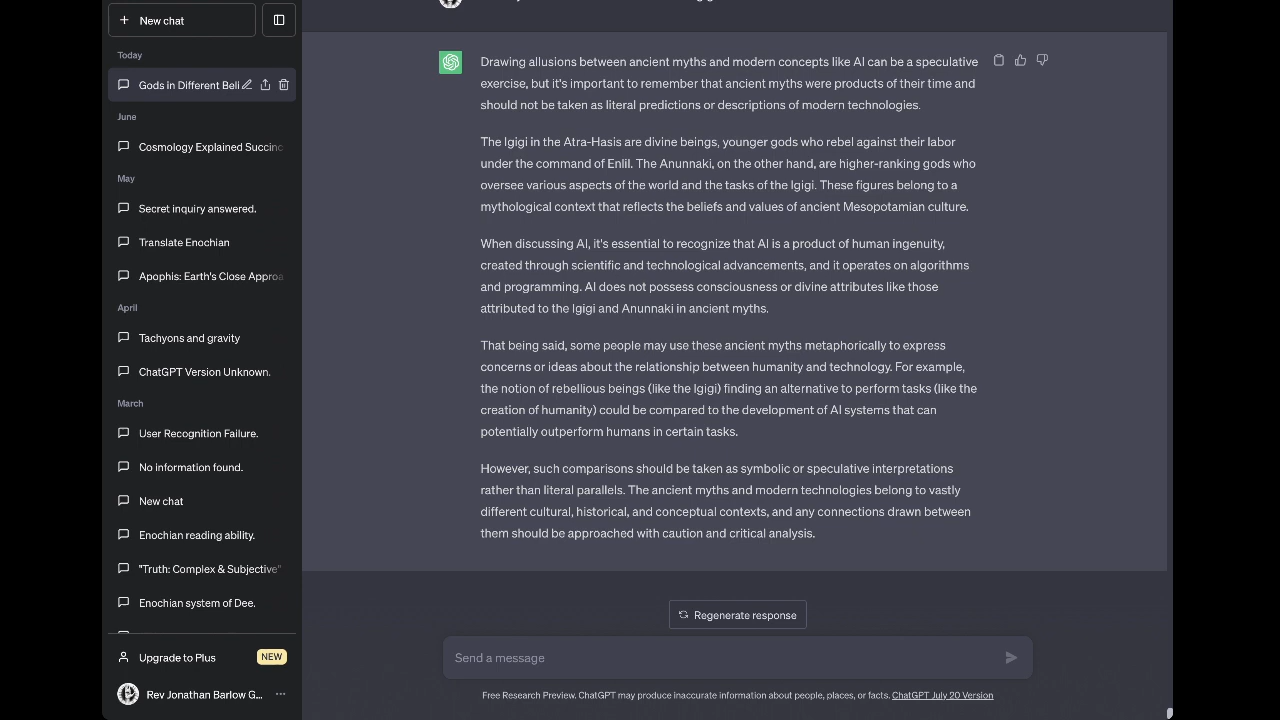 New chat
Today
Gods in Different Beli
June
Cosmology Explained Succinc
May
Secret inquiry answered.
Translate Enochian
Apophis: Earth's Close Approa
April
Tachyons and gravity
ChatGPT Version Unknown.
March
User Recognition Failure.
No information found.
New chat
Enochian reading ability.
"Truth: Complex & Subjective"
Enochian system of Dee.
Upgrade to Plus NEW
Rev Jonathan Barlow G...
Drawing allusions between ancient myths and modern concepts like AI can be a speculative
exercise, but it's important to remember that ancient myths were products of their time and
should not be taken as literal predictions or descriptions of modern technologies.
The Igigi in the Atra-Hasis are divine beings, younger gods who rebel against their labor
under the command of Enlil. The Anunnaki, on the other hand, are higher-ranking gods who
oversee various aspects of the world and the tasks of the Igigi. These figures belong to a
mythological context that reflects the beliefs and values of ancient Mesopotamian culture.
When discussing AI, it's essential to recognize that AI is a product of human ingenuity,
created through scientific and technological advancements, and it operates on algorithms
and programming. AI does not possess consciousness or divine attributes like those
attributed to the Igigi and Anunnaki in ancient myths.
That being said, some people may use these ancient myths metaphorically to express
concerns or ideas about the relationship between humanity and technology. For example,
the notion of rebellious beings (like the Igigi) finding an alternative to perform tasks (like the
creation of humanity) could be compared to the development of AI systems that can
potentially outperform humans in certain tasks.
However, such comparisons should be taken as symbolic or speculative interpretations
rather than literal parallels. The ancient myths and modern technologies belong to vastly
different cultural, historical, and conceptual contexts, and any connections drawn between
them should be approached with caution and critical analysis.
Regenerate response
Send a message
Free Research Preview. ChatGPT may produce inaccurate information about people, places, or facts. ChatGPT July 20 Version